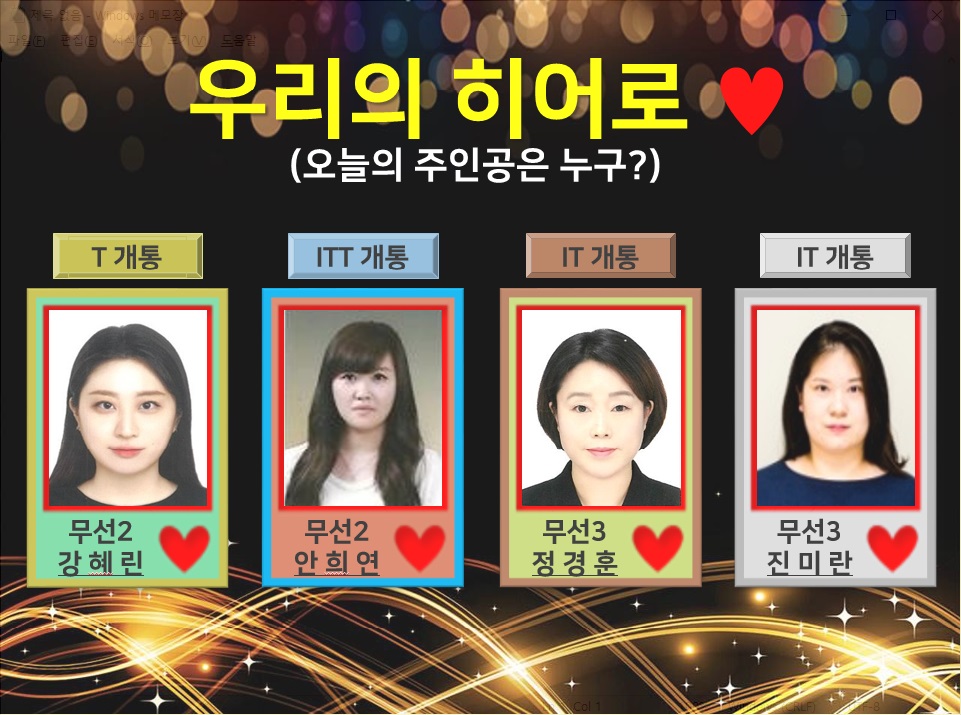 우리의 히어로
(오늘의 주인공은 누구?)
T 개통
ITT 개통
IT 개통
IT 개통
무선2
강 혜 린
무선2
안 희 연
무선3
정 경 훈
무선3
진 미 란
Col 1